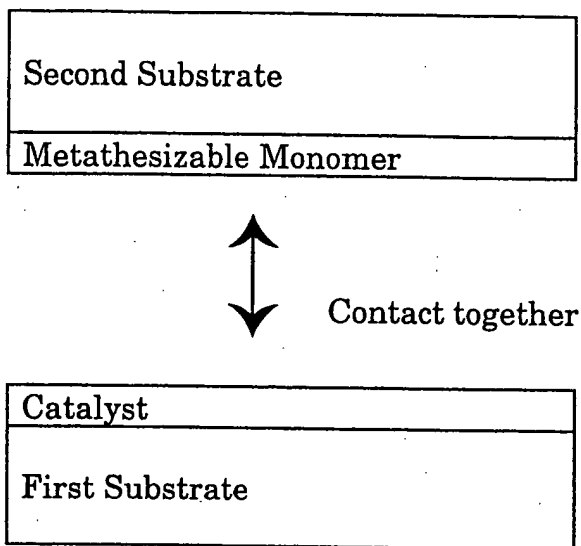 Second Substrate
Metathesizable Monomer
Contact together
Catalyst
First Substrate